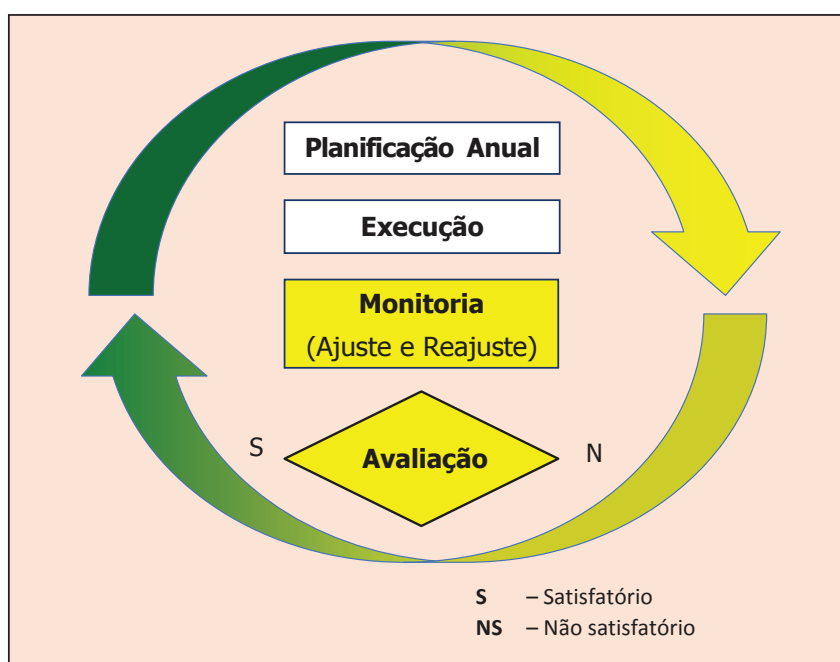 Planificação Anual
Execução
Monitoria
(Ajuste e Reajuste)
S
Avaliação
N
S – Satisfatório
NS – Não satisfatório